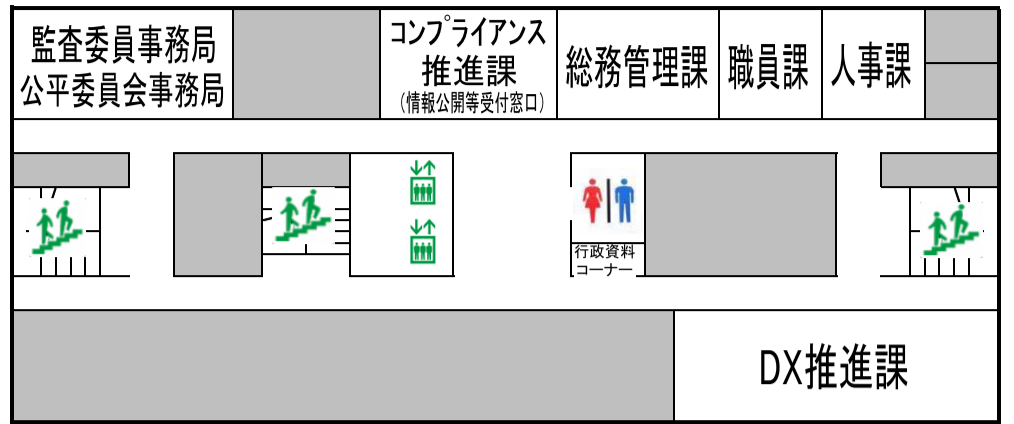 監査委員事務局
公平委員会事務局
コンプライアンス
推進課
（情報公開等受付窓口）
総務管理課
職員課
人事課
行政資料
コーナー
DX推進課